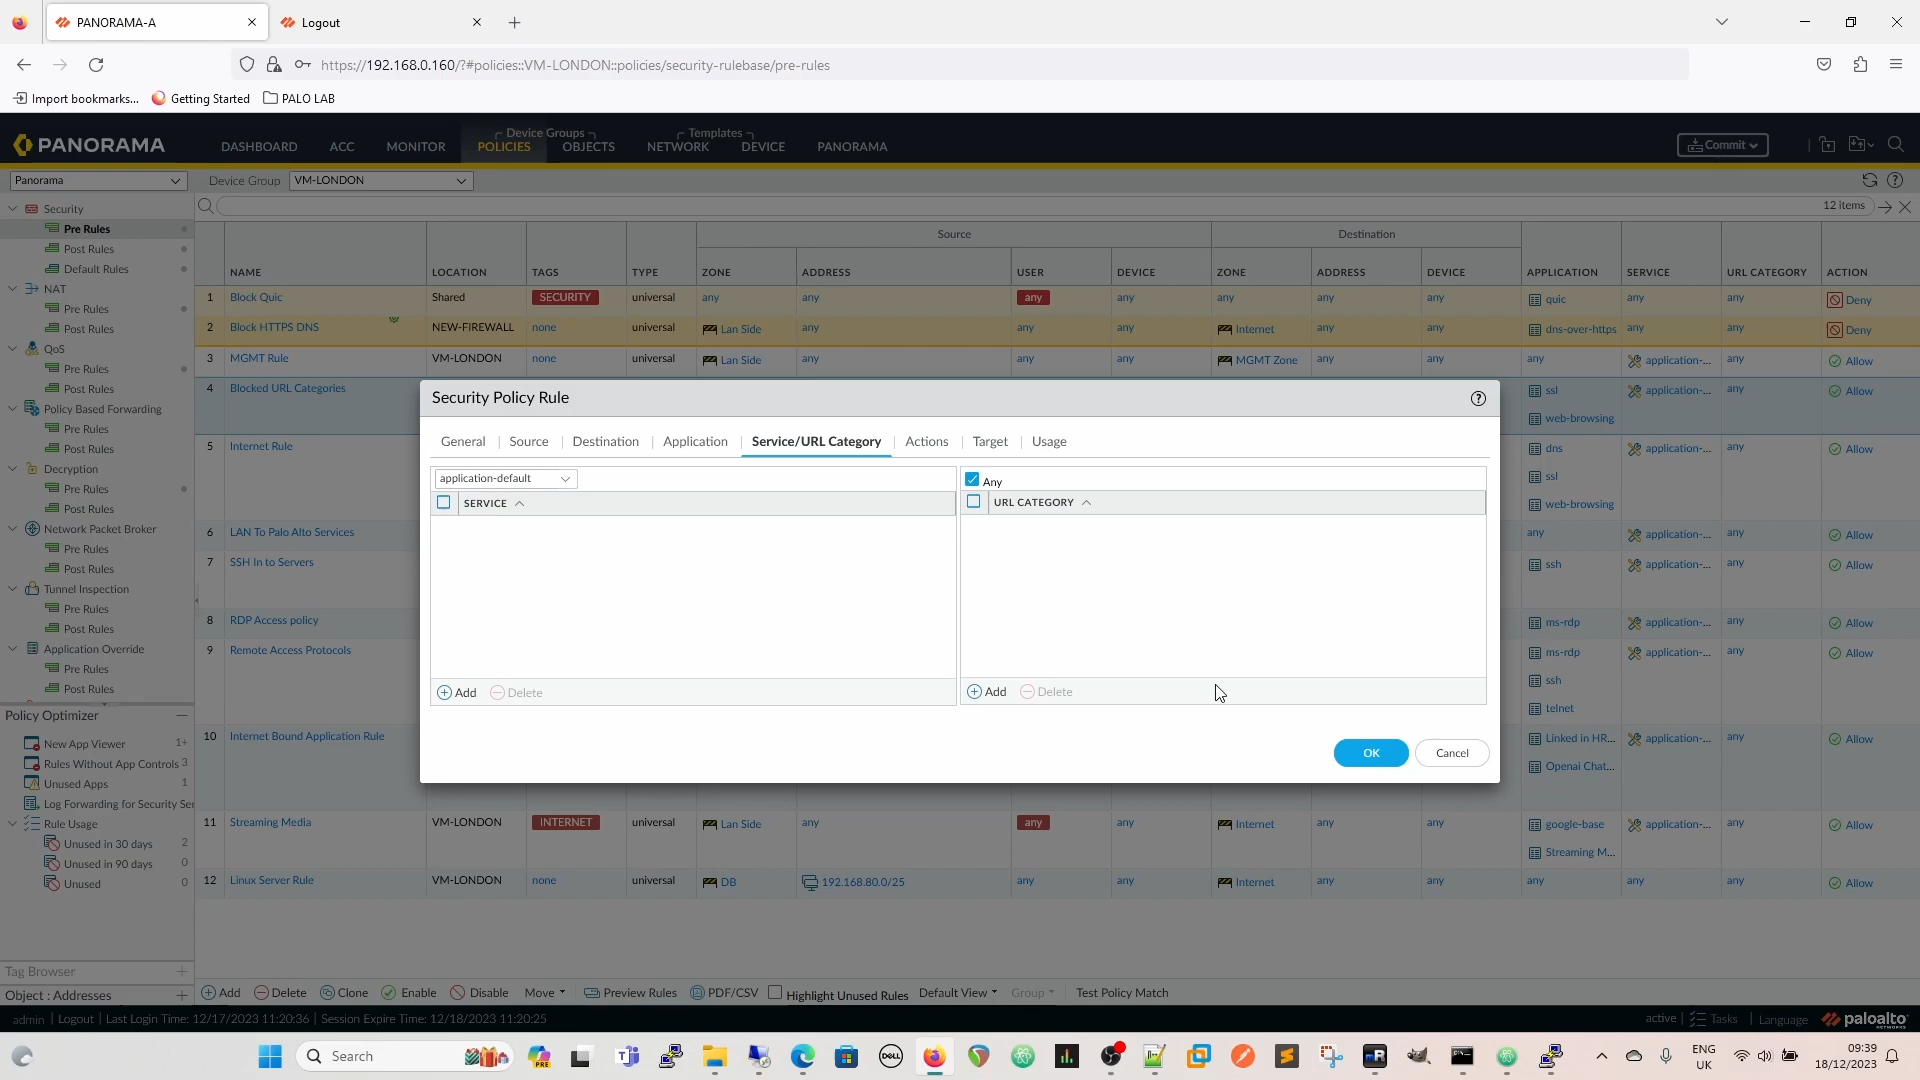 PANORAMA-A
Logout
https://192.168.0.160/?#policies::VM-LONDON::policies/security-rulebase/pre-rules
Import bookmarks...
Getting Started
PALO LAB
PANORAMA
DASHBOARD
ACC
MONITOR
Device Groups
POLICIES
OBJECTS
Templates
NETWORK
DEVICE
PANORAMA
Commit
Panorama
Device Group
VM-LONDON
12 items
Security
Pre Rules
Post Rules
Default Rules
NAT
Pre Rules
Post Rules
QoS
Pre Rules
Post Rules
Policy Based Forwarding
Pre Rules
Post Rules
Decryption
Pre Rules
Post Rules
Network Packet Broker
Pre Rules
Post Rules
Tunnel Inspection
Pre Rules
Post Rules
Application Override
Pre Rules
Post Rules
Policy Optimizer
New App Viewer 1+
Rules Without App Controls 3
Unused Apps 1
Log Forwarding for Security Ser
Rule Usage
Unused in 30 days 2
Unused in 90 days 0
Unused 0
Tag Browser
Object : Addresses
Source
Destination
NAME LOCATION TAGS TYPE ZONE ADDRESS USER DEVICE ZONE ADDRESS DEVICE APPLICATION SERVICE URL CATEGORY ACTION
1 Block Quic Shared SECURITY universal any any any any any any any quic any any Deny
2 Block HTTPS DNS NEW-FIREWALL none universal Lan Side any any any Internet any any dns-over-https any any Deny
3 MGMT Rule VM-LONDON none universal Lan Side any any any MGMT Zone any any any application-... any Allow
4 Blocked URL Categories ssl application-... any Allow
web-browsing
5 Internet Rule dns application-... any Allow
ssl
web-browsing
6 LAN To Palo Alto Services any application-... any Allow
7 SSH In to Servers ssh application-... any Allow
8 RDP Access policy ms-rdp application-... any Allow
9 Remote Access Protocols ms-rdp application-... any Allow
ssh
telnet
10 Internet Bound Application Rule Linked in HR... application-... any Allow
Openai Chat...
11 Streaming Media VM-LONDON INTERNET universal Lan Side any any any Internet any any google-base application-... any Allow
Streaming M...
12 Linux Server Rule VM-LONDON none universal DB 192.168.80.0/25 any any Internet any any any any any Allow
Security Policy Rule
General
Source
Destination
Application
Service/URL Category
Actions
Target
Usage
application-default
SERVICE
Add
Delete
Any
URL CATEGORY
Add
Delete
OK
Cancel
Add
Delete
Clone
Enable
Disable
Move
Preview Rules
PDF/CSV
Highlight Unused Rules
Default View
Group
Test Policy Match
admin | Logout | Last Login Time: 12/17/2023 11:20:36 | Session Expire Time: 12/18/2023 11:20:25
active | Tasks | Language
paloalto
NETWORKS
Search
PRE
DELL
ENG
UK
09:39
18/12/2023